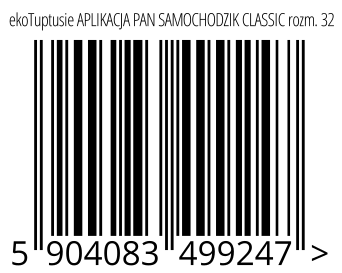 ekoTuptusie APLIKACJA PAN SAMOCHODZIK CLASSIC rozm. 32
5 904083 499247 >